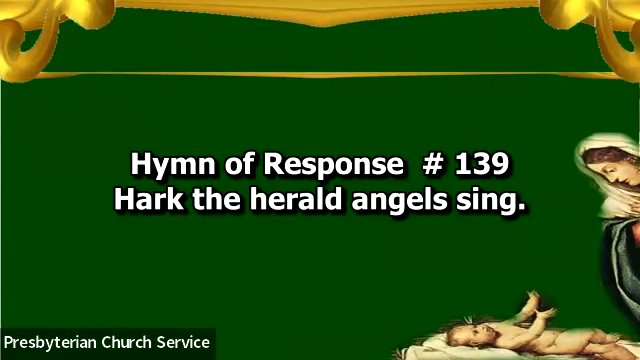 Hymn of Response # 139
Hark the herald angels sing.
Presbyterian Church Service